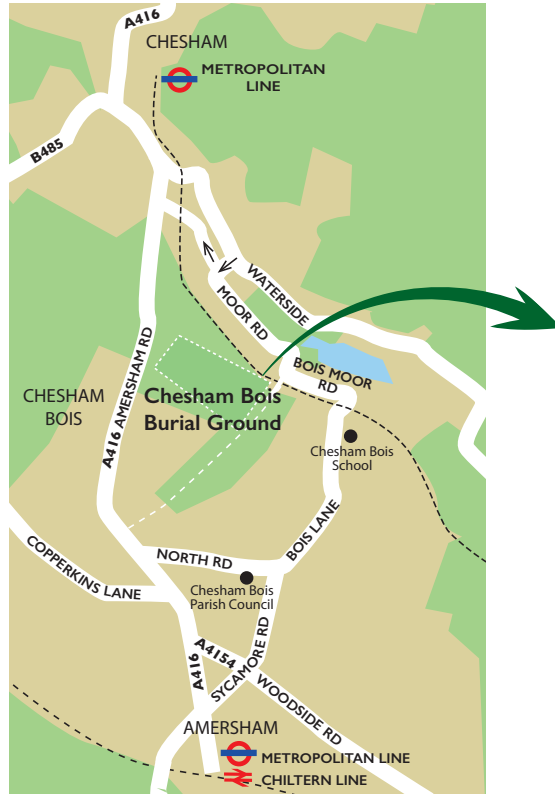 A416
CHESHAM
METROPOLITAN
LINE
B485
WATERSIDE
MOOR RD
BOIS MOOR
RD
A416 AMERSHAM RD
CHESHAM
BOIS
Chesham Bois
Burial Ground
Chesham Bois
School
BOIS LANE
NORTH RD
COPPERKINS LANE
Chesham Bois
Parish Council
A416
A4154
SYCAMORE RD
WOODSIDE RD
AMERSHAM
METROPOLITAN LINE
CHILTERN LINE